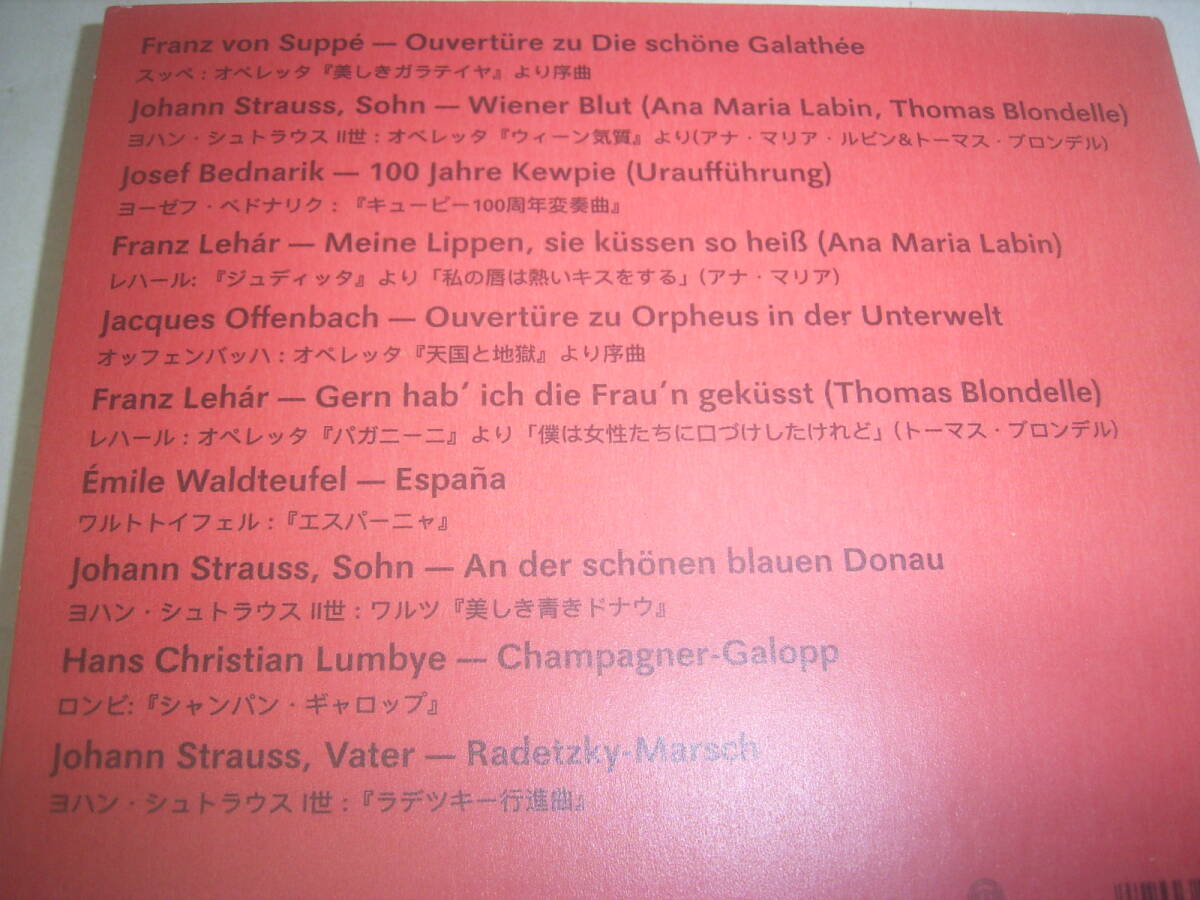 Franz von Suppé — Ouvertüre zu Die schöne Galathée
スッペ：オペレッタ『美しきガラテイヤ』より序曲
Johann Strauss, Sohn — Wiener Blut (Ana Maria Labin, Thomas Blondelle)
ヨハン・シュトラウス II世：オペレッタ『ウィーン気質』より(アナ・マリア・ルビン&トーマス・ブロンデル)
Josef Bednarik — 100 Jahre Kewpie (Uraufführung)
ヨーゼフ・ベドナリク：『キューピー100周年変奏曲』
Franz Lehár — Meine Lippen, sie küssen so heiß (Ana Maria Labin)
レハール:『ジュディッタ』より「私の唇は熱いキスをする」(アナ・マリア)
Jacques Offenbach — Ouvertüre zu Orpheus in der Unterwelt
オッフェンバッハ：オペレッタ『天国と地獄』より序曲
Franz Lehár — Gern hab’ ich die Frau’n geküsst (Thomas Blondelle)
レハール：オペレッタ『パガニーニ』より「僕は女性たちに口づけしたけれど」(トーマス・ブロンデル)
Émile Waldteufel — España
ワルトトイフェル：『エスパーニャ』
Johann Strauss, Sohn — An der schönen blauen Donau
ヨハン・シュトラウス II世：ワルツ『美しき青きドナウ』
Hans Christian Lumbye — Champagner-Galopp
ロンビ:『シャンパン・ギャロップ』
Johann Strauss, Vater — Radetzky-Marsch
ヨハン・シュトラウス I世：『ラデツキー行進曲』